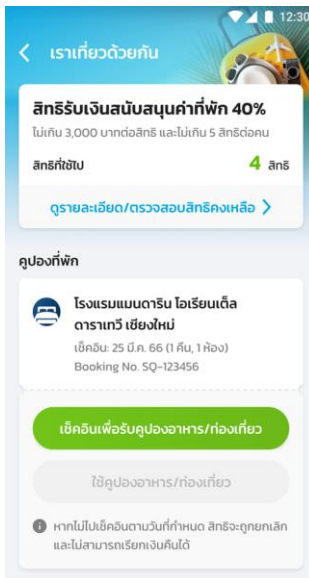 12:30
เราเที่ยวด้วยกัน
สิทธิรับเงินสนับสนุนค่าที่พัก 40%
ไม่เกิน 3,000 บาทต่อสิทธิ และไม่เกิน 5 สิทธิต่อคน
สิทธิที่ใช้ไป 4 สิทธิ
ดูรายละเอียด/ตรวจสอบสิทธิคงเหลือ
คูปองที่พัก
โรงแรมแมนดาริน โอเรียนเต็ล
ดาราเทวี เชียงใหม่
เช็คอิน: 25 มี.ค. 66 (1 คืน, 1 ห้อง)
Booking No. SQ-123456
เช็คอินเพื่อรับคูปองอาหาร/ท่องเที่ยว
ใช้คูปองอาหาร/ท่องเที่ยว
หากไม่ไปเช็คอินตามวันที่กำหนด สิทธิจะถูกยกเลิก
และไม่สามารถเรียกเงินคืนได้